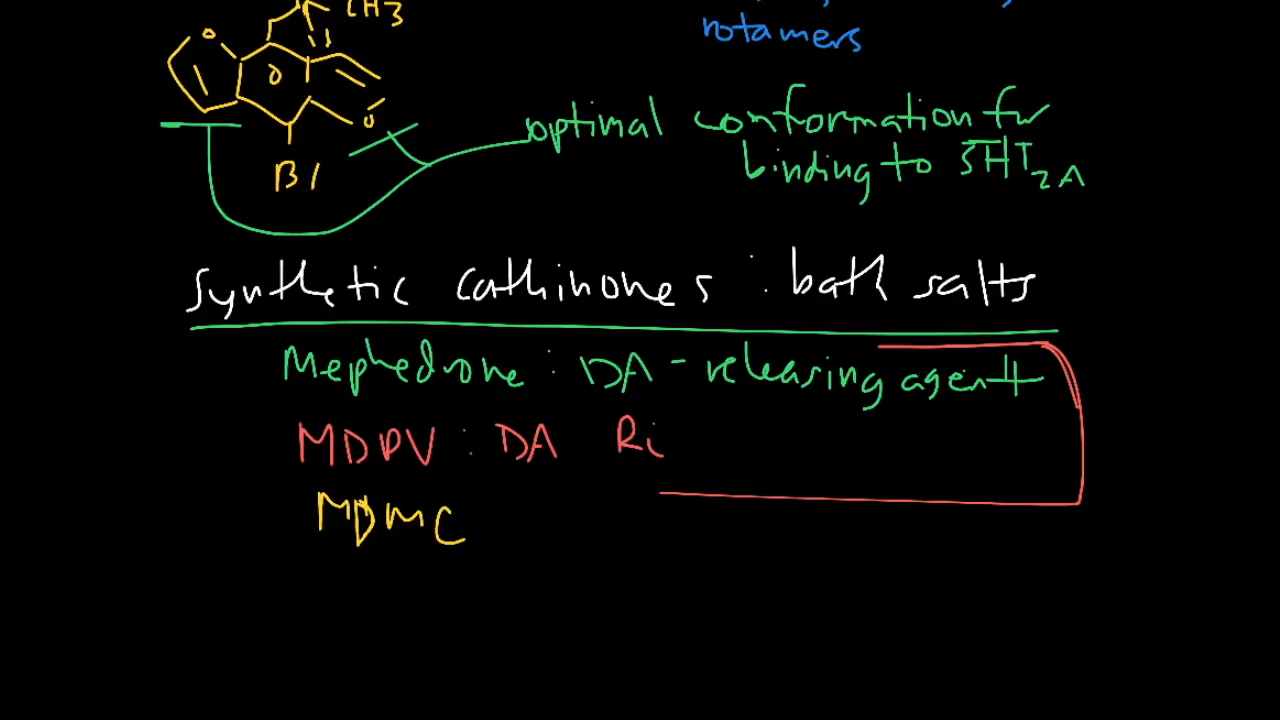 CH3
rotamers
O
O
O
Br
optimal conformation for
binding to 5HT2A
Synthetic cathinones : bath salts
Mephedrone : DA - releasing agent
MDPV : DA Ri
MDMC